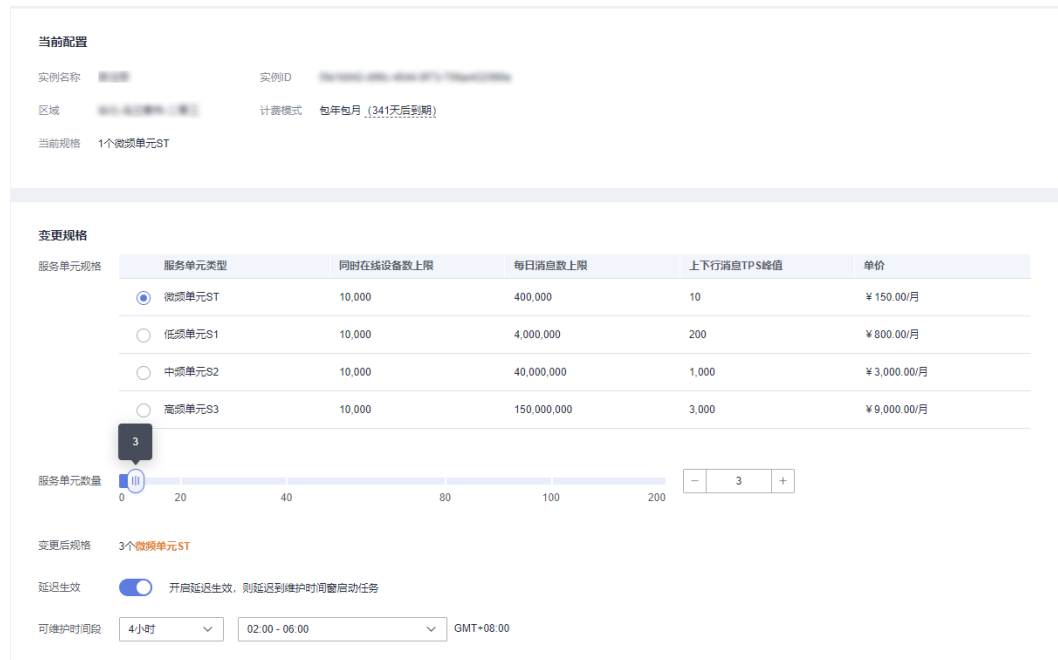 当前配置
实例名称 实例ID
区域 计费模式 包年包月 (341天后到期)
当前规格 1个微频单元ST
变更规格
服务单元规格 服务单元类型 同时在线设备数上限 每日消息数上限 上下行消息TPS峰值 单价
微频单元ST 10,000 400,000 10 ¥150.00/月
低频单元S1 10,000 4,000,000 200 ¥800.00/月
中频单元S2 10,000 40,000,000 1,000 ¥3,000.00/月
高频单元S3 10,000 150,000,000 3,000 ¥9,000.00/月
3
服务单元数量 - 3 +
0 20 40 80 100 200
变更后规格 3个微频单元ST
延迟生效 开启延迟生效，则延迟到维护时间窗启动任务
可维护时间段 4小时 02:00 - 06:00 GMT+08:00